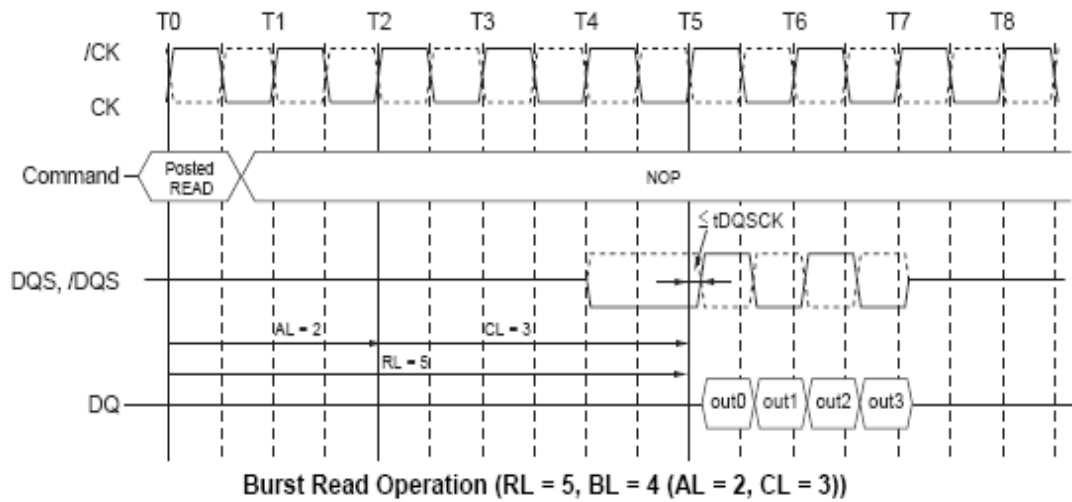 T0 T1 T2 T3 T4 T5 T6 T7 T8
/CK
CK
Command
Posted
READ
NOP
≤ tDQSCK
DQS, /DQS
AL = 2
CL = 3
RL = 5
DQ
out0 out1 out2 out3
Burst Read Operation (RL = 5, BL = 4 (AL = 2, CL = 3))